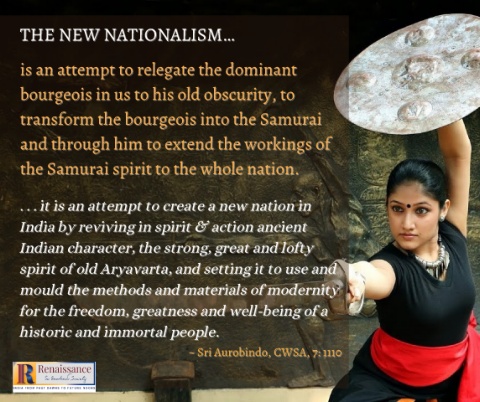 THE NEW NATIONALISM...
is an attempt to relegate the dominant
bourgeois in us to his old obscurity, to
transform the bourgeois into the Samurai
and through him to extend the workings of
the Samurai spirit to the whole nation.
. . . it is an attempt to create a new nation in
India by reviving in spirit & action ancient
Indian character, the strong, great and lofty
spirit of old Aryavarta, and setting it to use and
mould the methods and materials of modernity
for the freedom, greatness and well-being of a
historic and immortal people.
~ Sri Aurobindo, CWSA, 7: 1110
Renaissance